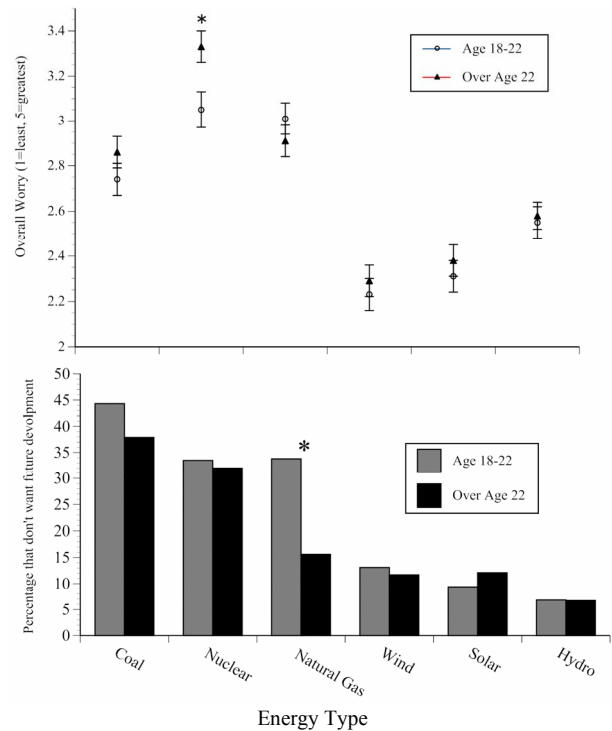 Overall Worry (1=least, 5=greatest)
3.4
3.2
3
2.8
2.6
2.4
2.2
2
*
Age 18-22
Over Age 22
Percentage that don't want future devolpment
50
45
40
35
30
25
20
15
10
5
0
*
Age 18-22
Over Age 22
Coal
Nuclear
Natural Gas
Wind
Solar
Hydro
Energy Type